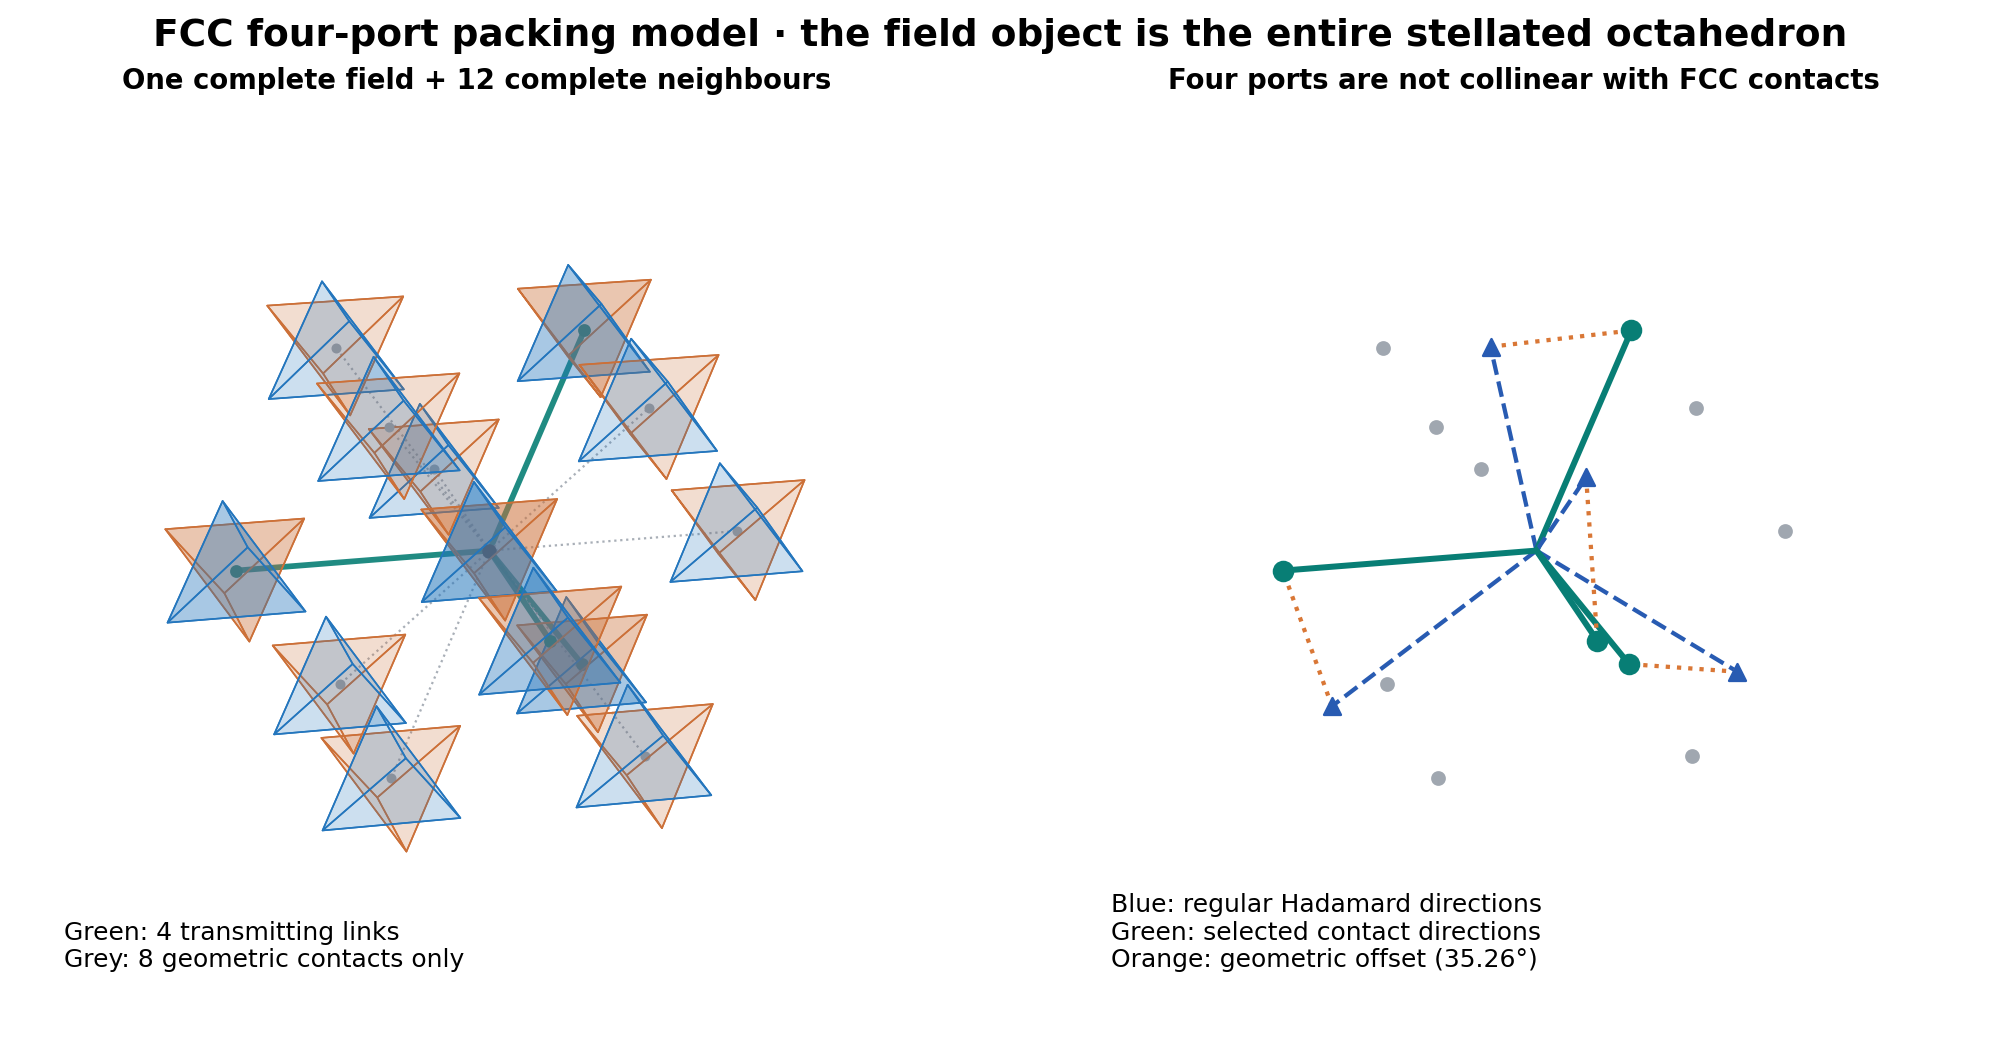 FCC four-port packing model · the field object is the entire stellated octahedron
One complete field + 12 complete neighbours
Four ports are not collinear with FCC contacts
Green: 4 transmitting links
Grey: 8 geometric contacts only
Blue: regular Hadamard directions
Green: selected contact directions
Orange: geometric offset (35.26°)